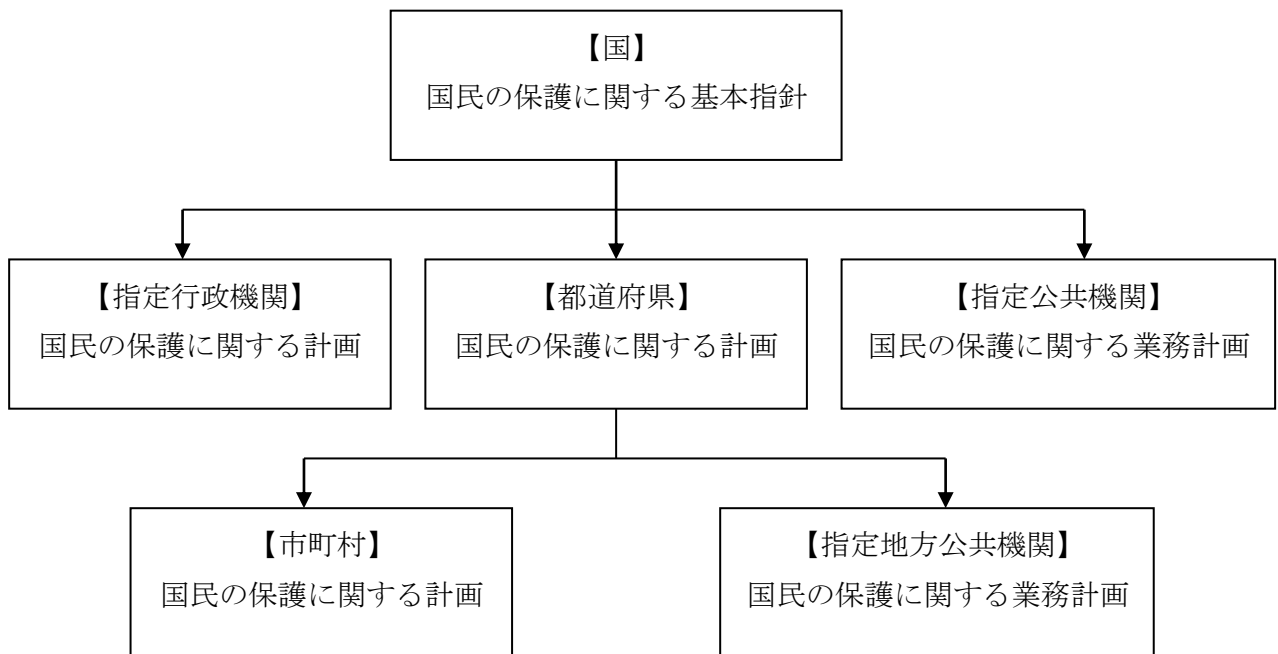 【国】
国民の保護に関する基本指針
【指定行政機関】
国民の保護に関する計画
【都道府県】
国民の保護に関する計画
【指定公共機関】
国民の保護に関する業務計画
【市町村】
国民の保護に関する計画
【指定地方公共機関】
国民の保護に関する業務計画